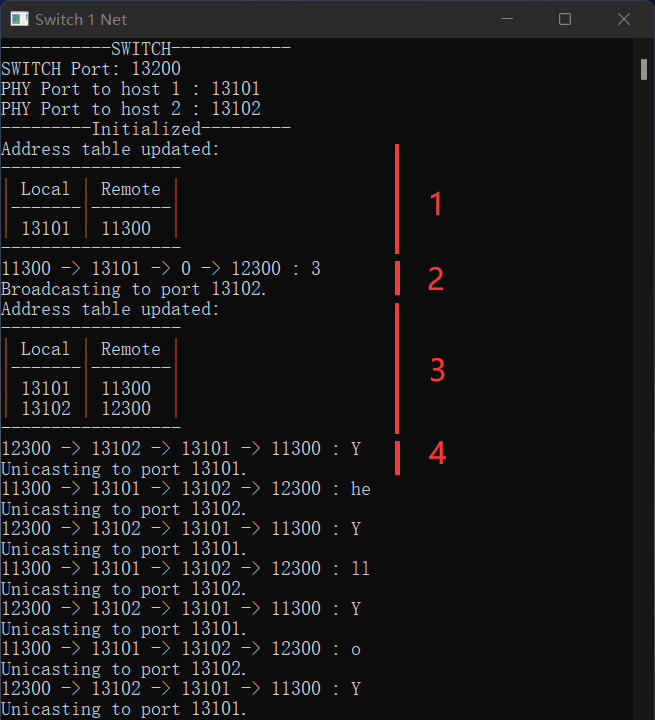 Switch 1 Net
-----------SWITCH------------
SWITCH Port: 13200
PHY Port to host 1 : 13101
PHY Port to host 2 : 13102
---------Initialized---------
Address table updated:
------------------
| Local | Remote |
|-------|--------|
| 13101 | 11300 |
------------------
1
11300 -> 13101 -> 0 -> 12300 : 3
Broadcasting to port 13102.
2
Address table updated:
------------------
| Local | Remote |
|-------|--------|
| 13101 | 11300 |
| 13102 | 12300 |
------------------
3
12300 -> 13102 -> 13101 -> 11300 : Y
Unicasting to port 13101.
4
11300 -> 13101 -> 13102 -> 12300 : he
Unicasting to port 13102.
12300 -> 13102 -> 13101 -> 11300 : Y
Unicasting to port 13101.
11300 -> 13101 -> 13102 -> 12300 : ll
Unicasting to port 13102.
12300 -> 13102 -> 13101 -> 11300 : Y
Unicasting to port 13101.
11300 -> 13101 -> 13102 -> 12300 : o
Unicasting to port 13102.
12300 -> 13102 -> 13101 -> 11300 : Y
Unicasting to port 13101.